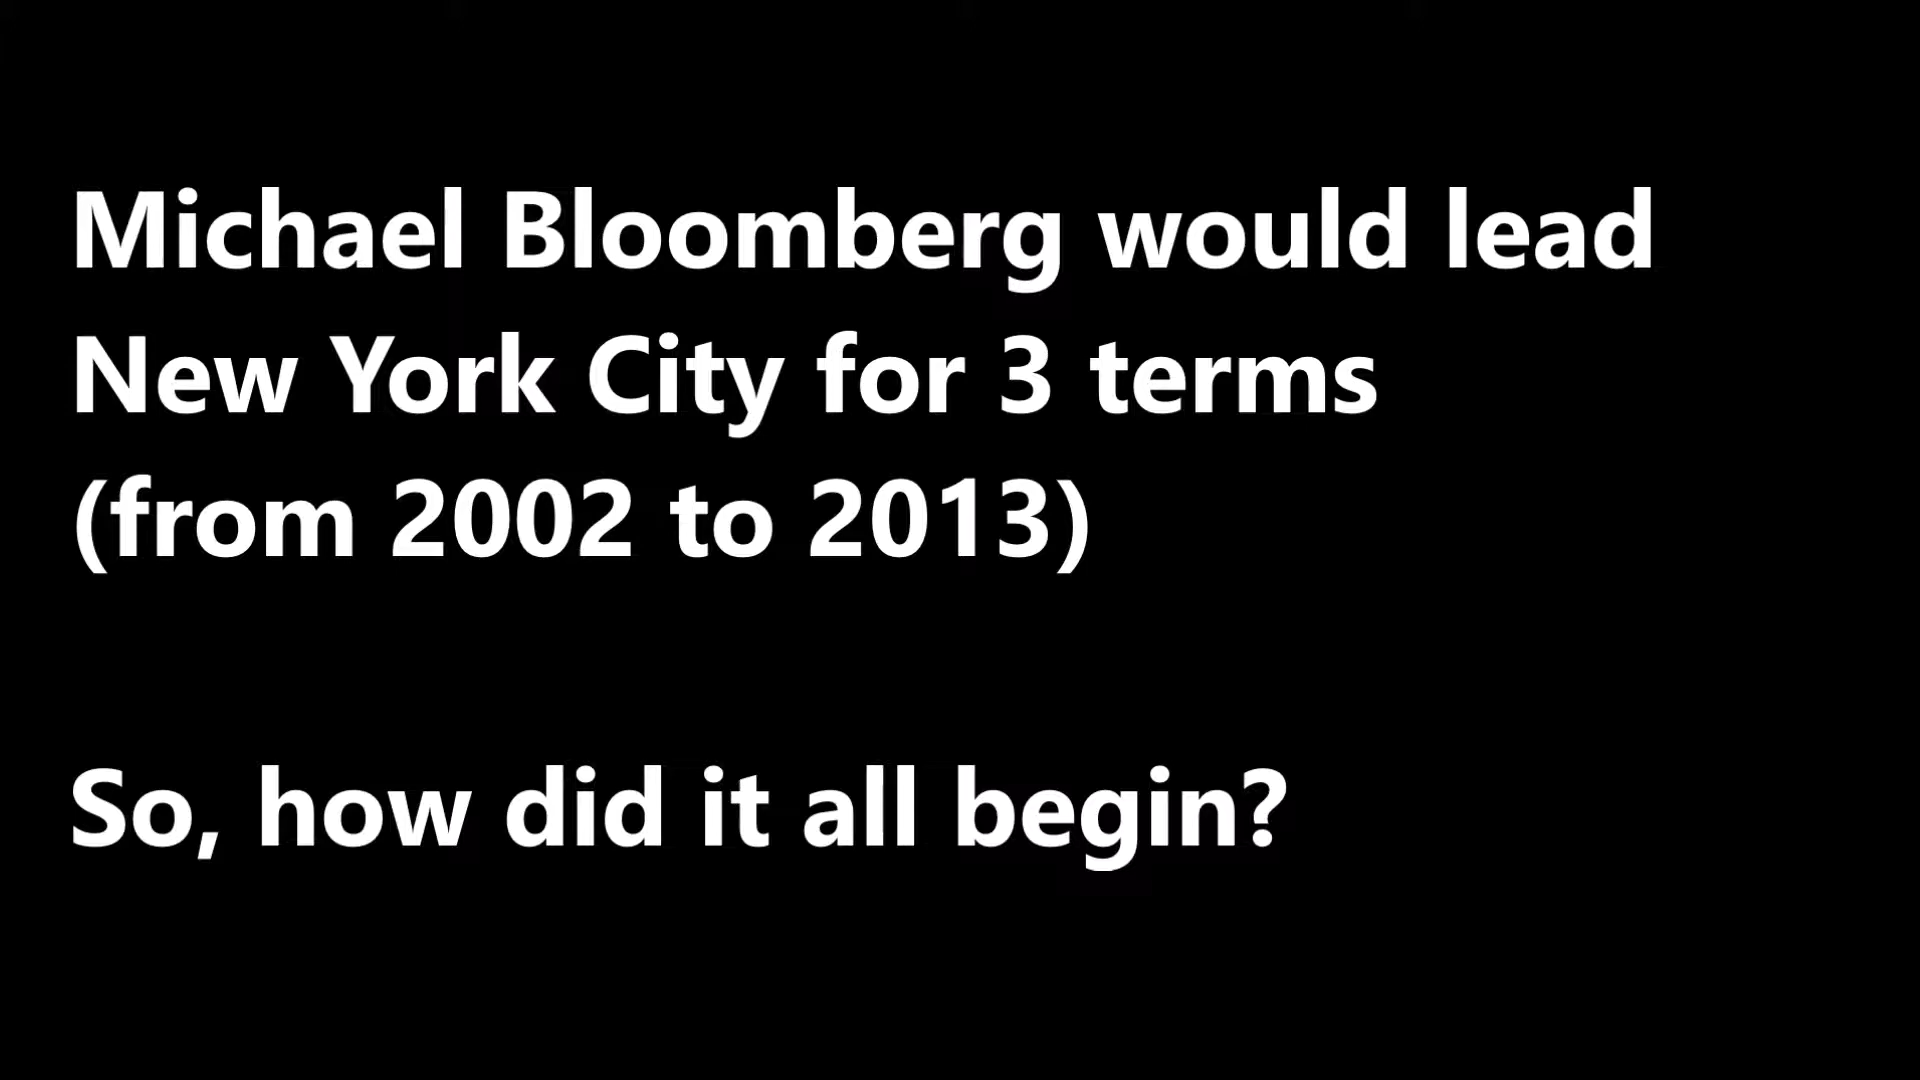 Michael Bloomberg would lead
New York City for 3 terms
(from 2002 to 2013)
So, how did it all begin?